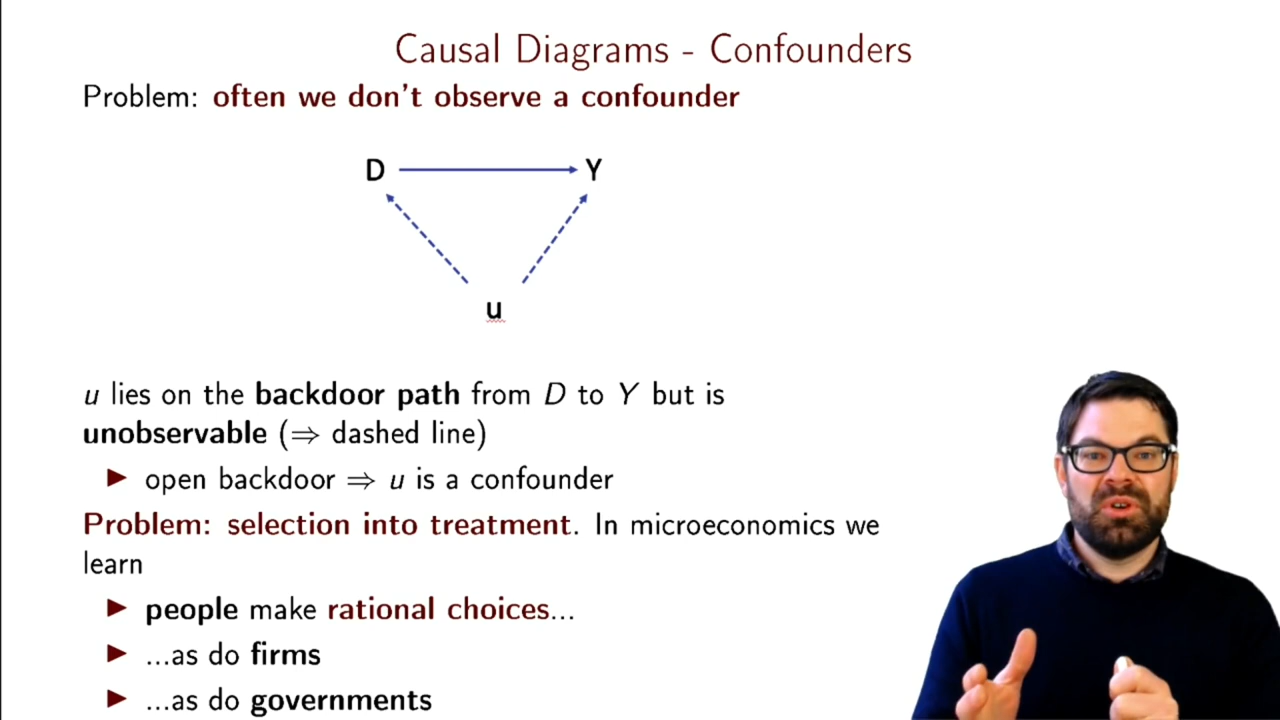 Causal Diagrams - Confounders
Problem: often we don't observe a confounder
D Y
u
u lies on the backdoor path from D to Y but is
unobservable (⇒ dashed line)
▶ open backdoor ⇒ u is a confounder
Problem: selection into treatment. In microeconomics we
learn
▶ people make rational choices...
▶ ...as do firms
▶ ...as do governments